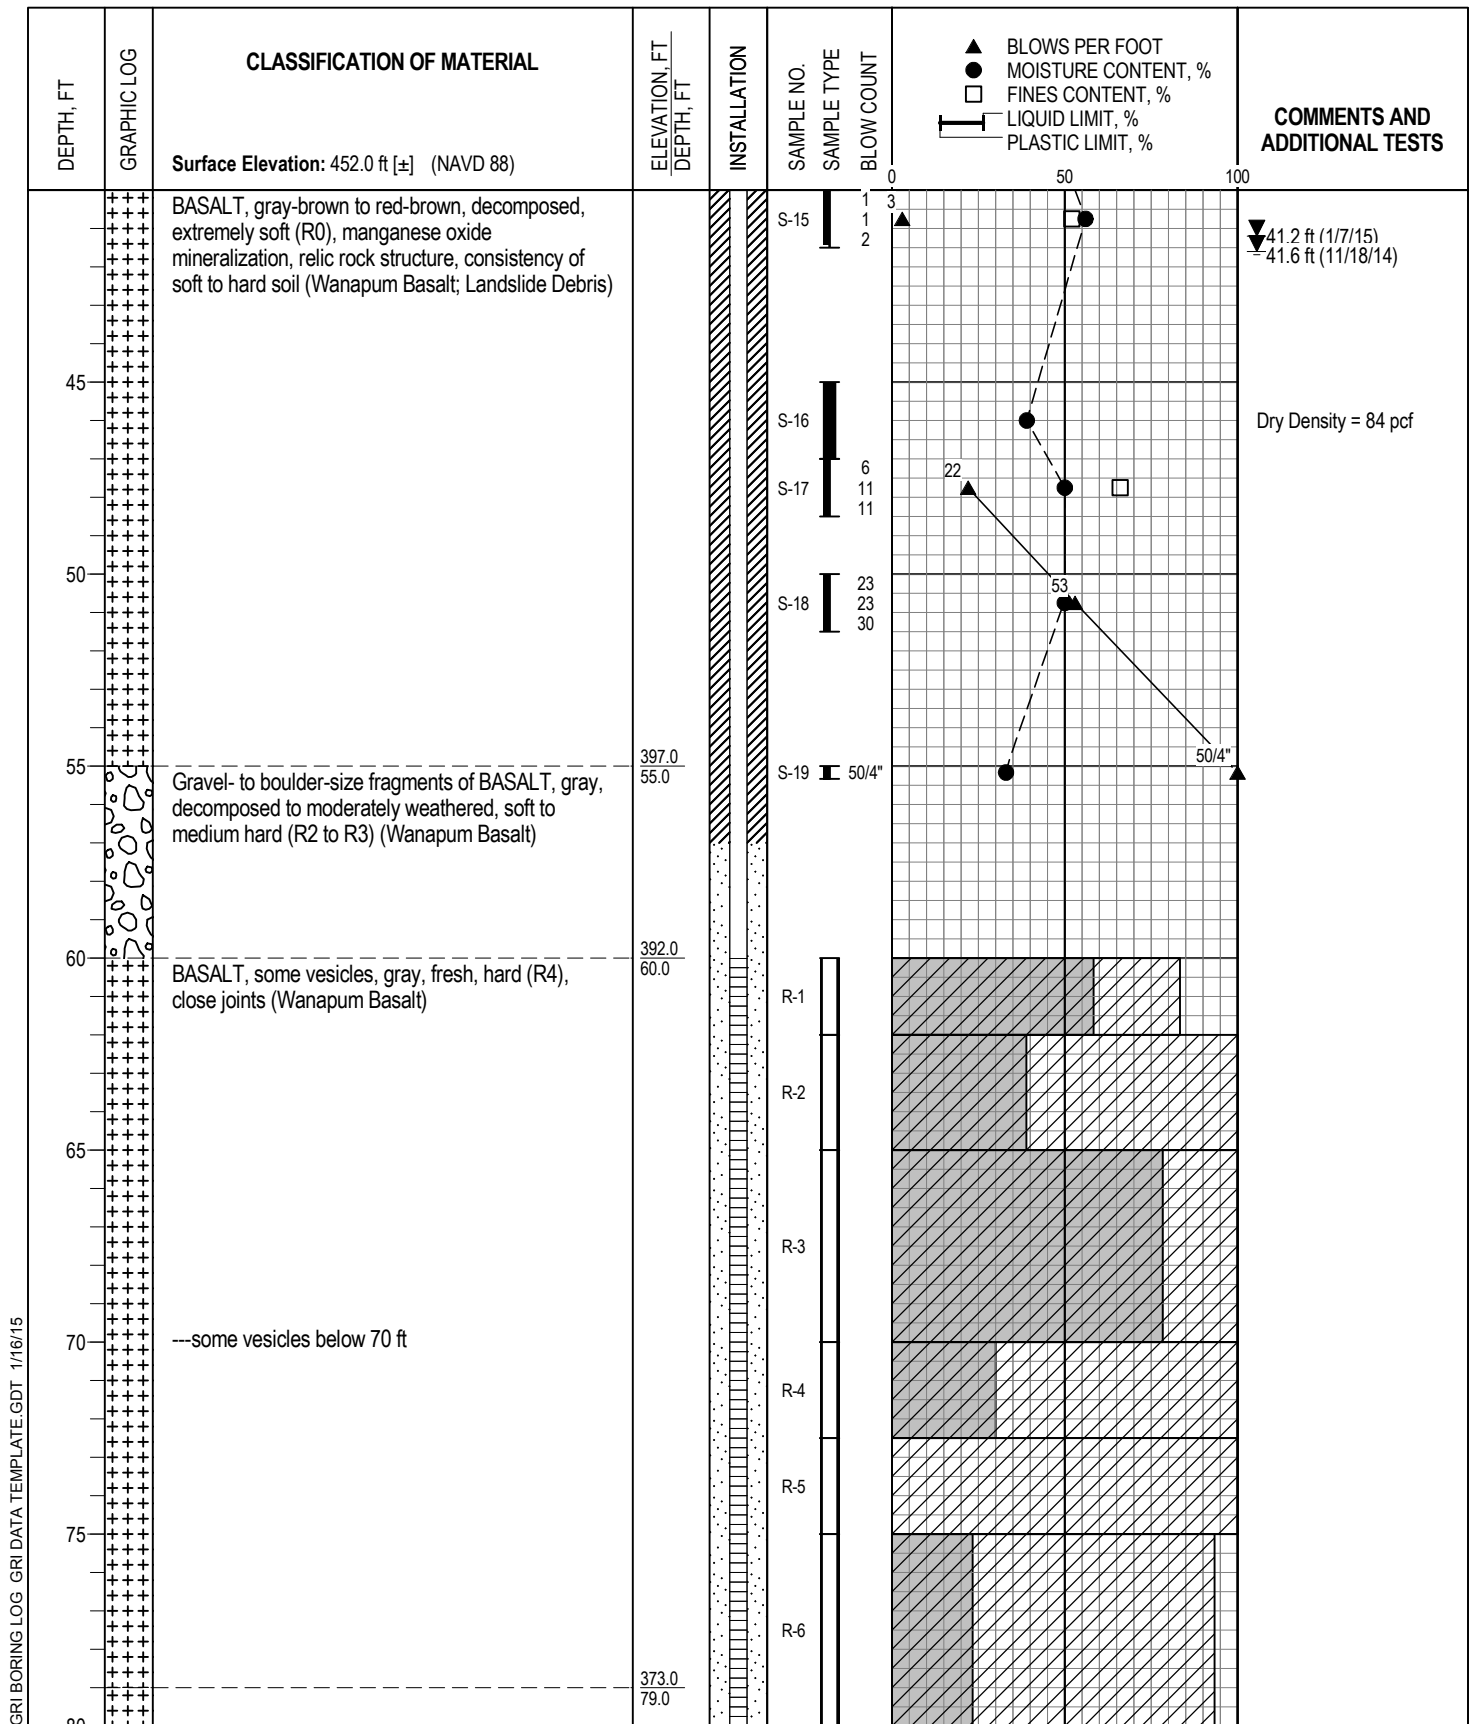 DEPTH, FT
GRAPHIC LOG
CLASSIFICATION OF MATERIAL
Surface Elevation: 452.0 ft [±] (NAVD 88)
ELEVATION, FT
DEPTH, FT
INSTALLATION
SAMPLE NO.
SAMPLE TYPE
BLOW COUNT
BLOWS PER FOOT
MOISTURE CONTENT, %
FINES CONTENT, %
LIQUID LIMIT, %
PLASTIC LIMIT, %
0 50 100
COMMENTS AND
ADDITIONAL TESTS
BASALT, gray-brown to red-brown, decomposed,
extremely soft (R0), manganese oxide
mineralization, relic rock structure, consistency of
soft to hard soil (Wanapum Basalt; Landslide Debris)
S-15
1
1
2
3
41.2 ft (1/7/15)
41.6 ft (11/18/14)
45
S-16
Dry Density = 84 pcf
S-17
6
11
11
22
50
S-18
23
23
30
53
55
397.0
55.0
S-19
50/4"
50/4"
Gravel- to boulder-size fragments of BASALT, gray,
decomposed to moderately weathered, soft to
medium hard (R2 to R3) (Wanapum Basalt)
60
392.0
60.0
BASALT, some vesicles, gray, fresh, hard (R4),
close joints (Wanapum Basalt)
R-1
R-2
65
R-3
70
---some vesicles below 70 ft
R-4
R-5
75
R-6
373.0
79.0
80
GRI BORING LOG GRI DATA TEMPLATE.GDT 1/16/15